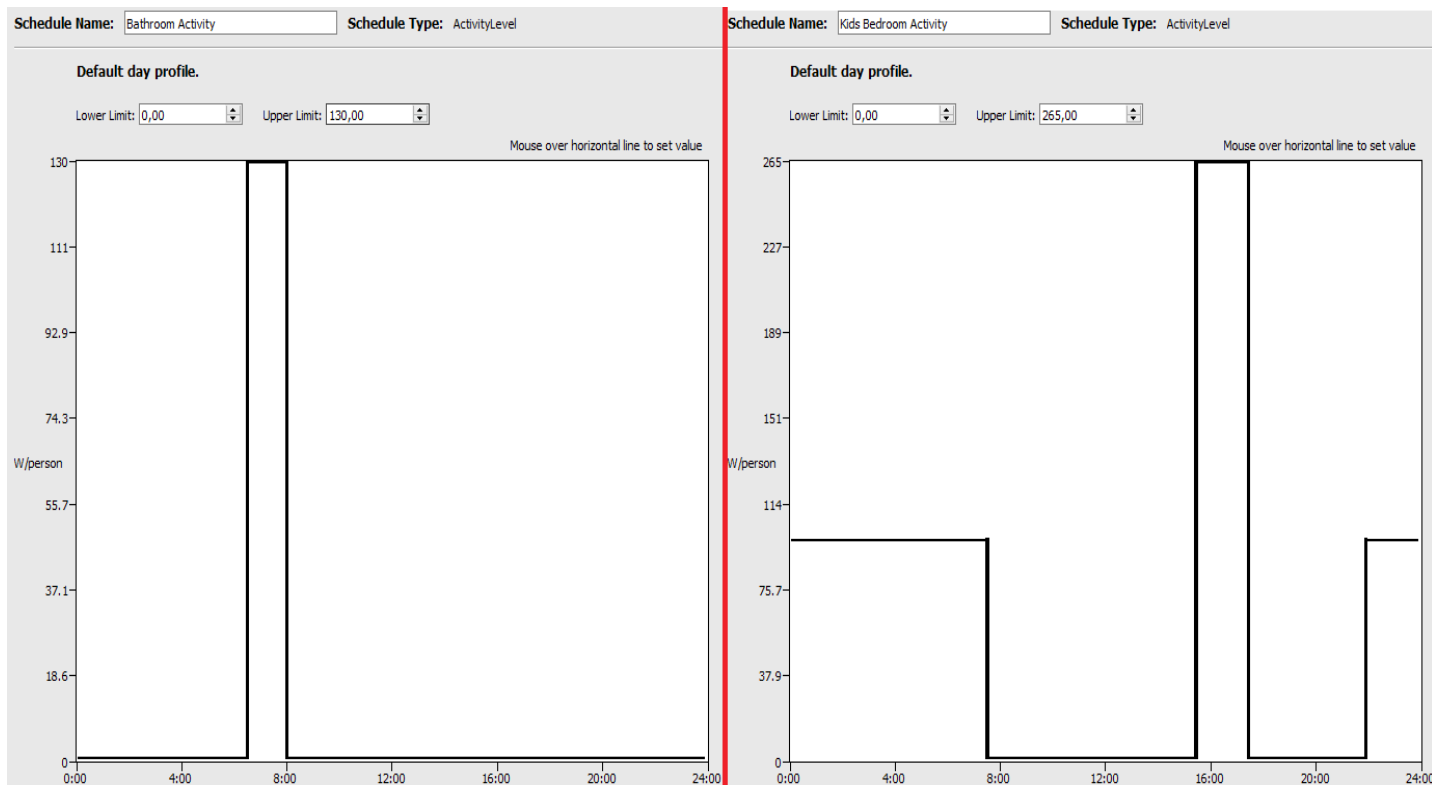 Schedule Name: Bathroom Activity Schedule Type: ActivityLevel
Default day profile.
Lower Limit: 0,00 Upper Limit: 130,00
Mouse over horizontal line to set value
130
111
92.9
74.3
W/person
55.7
37.1
18.6
0
0:00 4:00 8:00 12:00 16:00 20:00 24:00
Schedule Name: Kids Bedroom Activity Schedule Type: ActivityLevel
Default day profile.
Lower Limit: 0,00 Upper Limit: 265,00
Mouse over horizontal line to set value
265
227
189
151
W/person
114
75.7
37.9
0
0:00 4:00 8:00 12:00 16:00 20:00 24:00